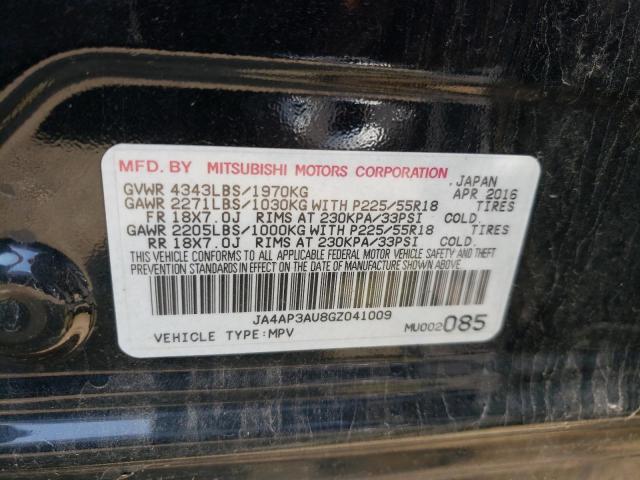 MFD. BY MITSUBISHI MOTORS CORPORATION
.JAPAN
GVWR 4343LBS/1970KG APR 2016
GAWR 2271LBS/1030KG WITH P225/55R18 TIRES
FR 18X7.0J RIMS AT 230KPA/33PSI COLD.
GAWR 2205LBS/1000KG WITH P225/55R18 TIRES
RR 18X7.0J RIMS AT 230KPA/33PSI COLD.
THIS VEHICLE CONFORMS TO ALL APPLICABLE FEDERAL MOTOR VEHICLE SAFETY AND THEFT
PREVENTION STANDARDS IN EFFECT ON THE DATE OF MANUFACTURE SHOWN ABOVE.
JA4AP3AU8GZ041009
VEHICLE TYPE:MPV MU002085